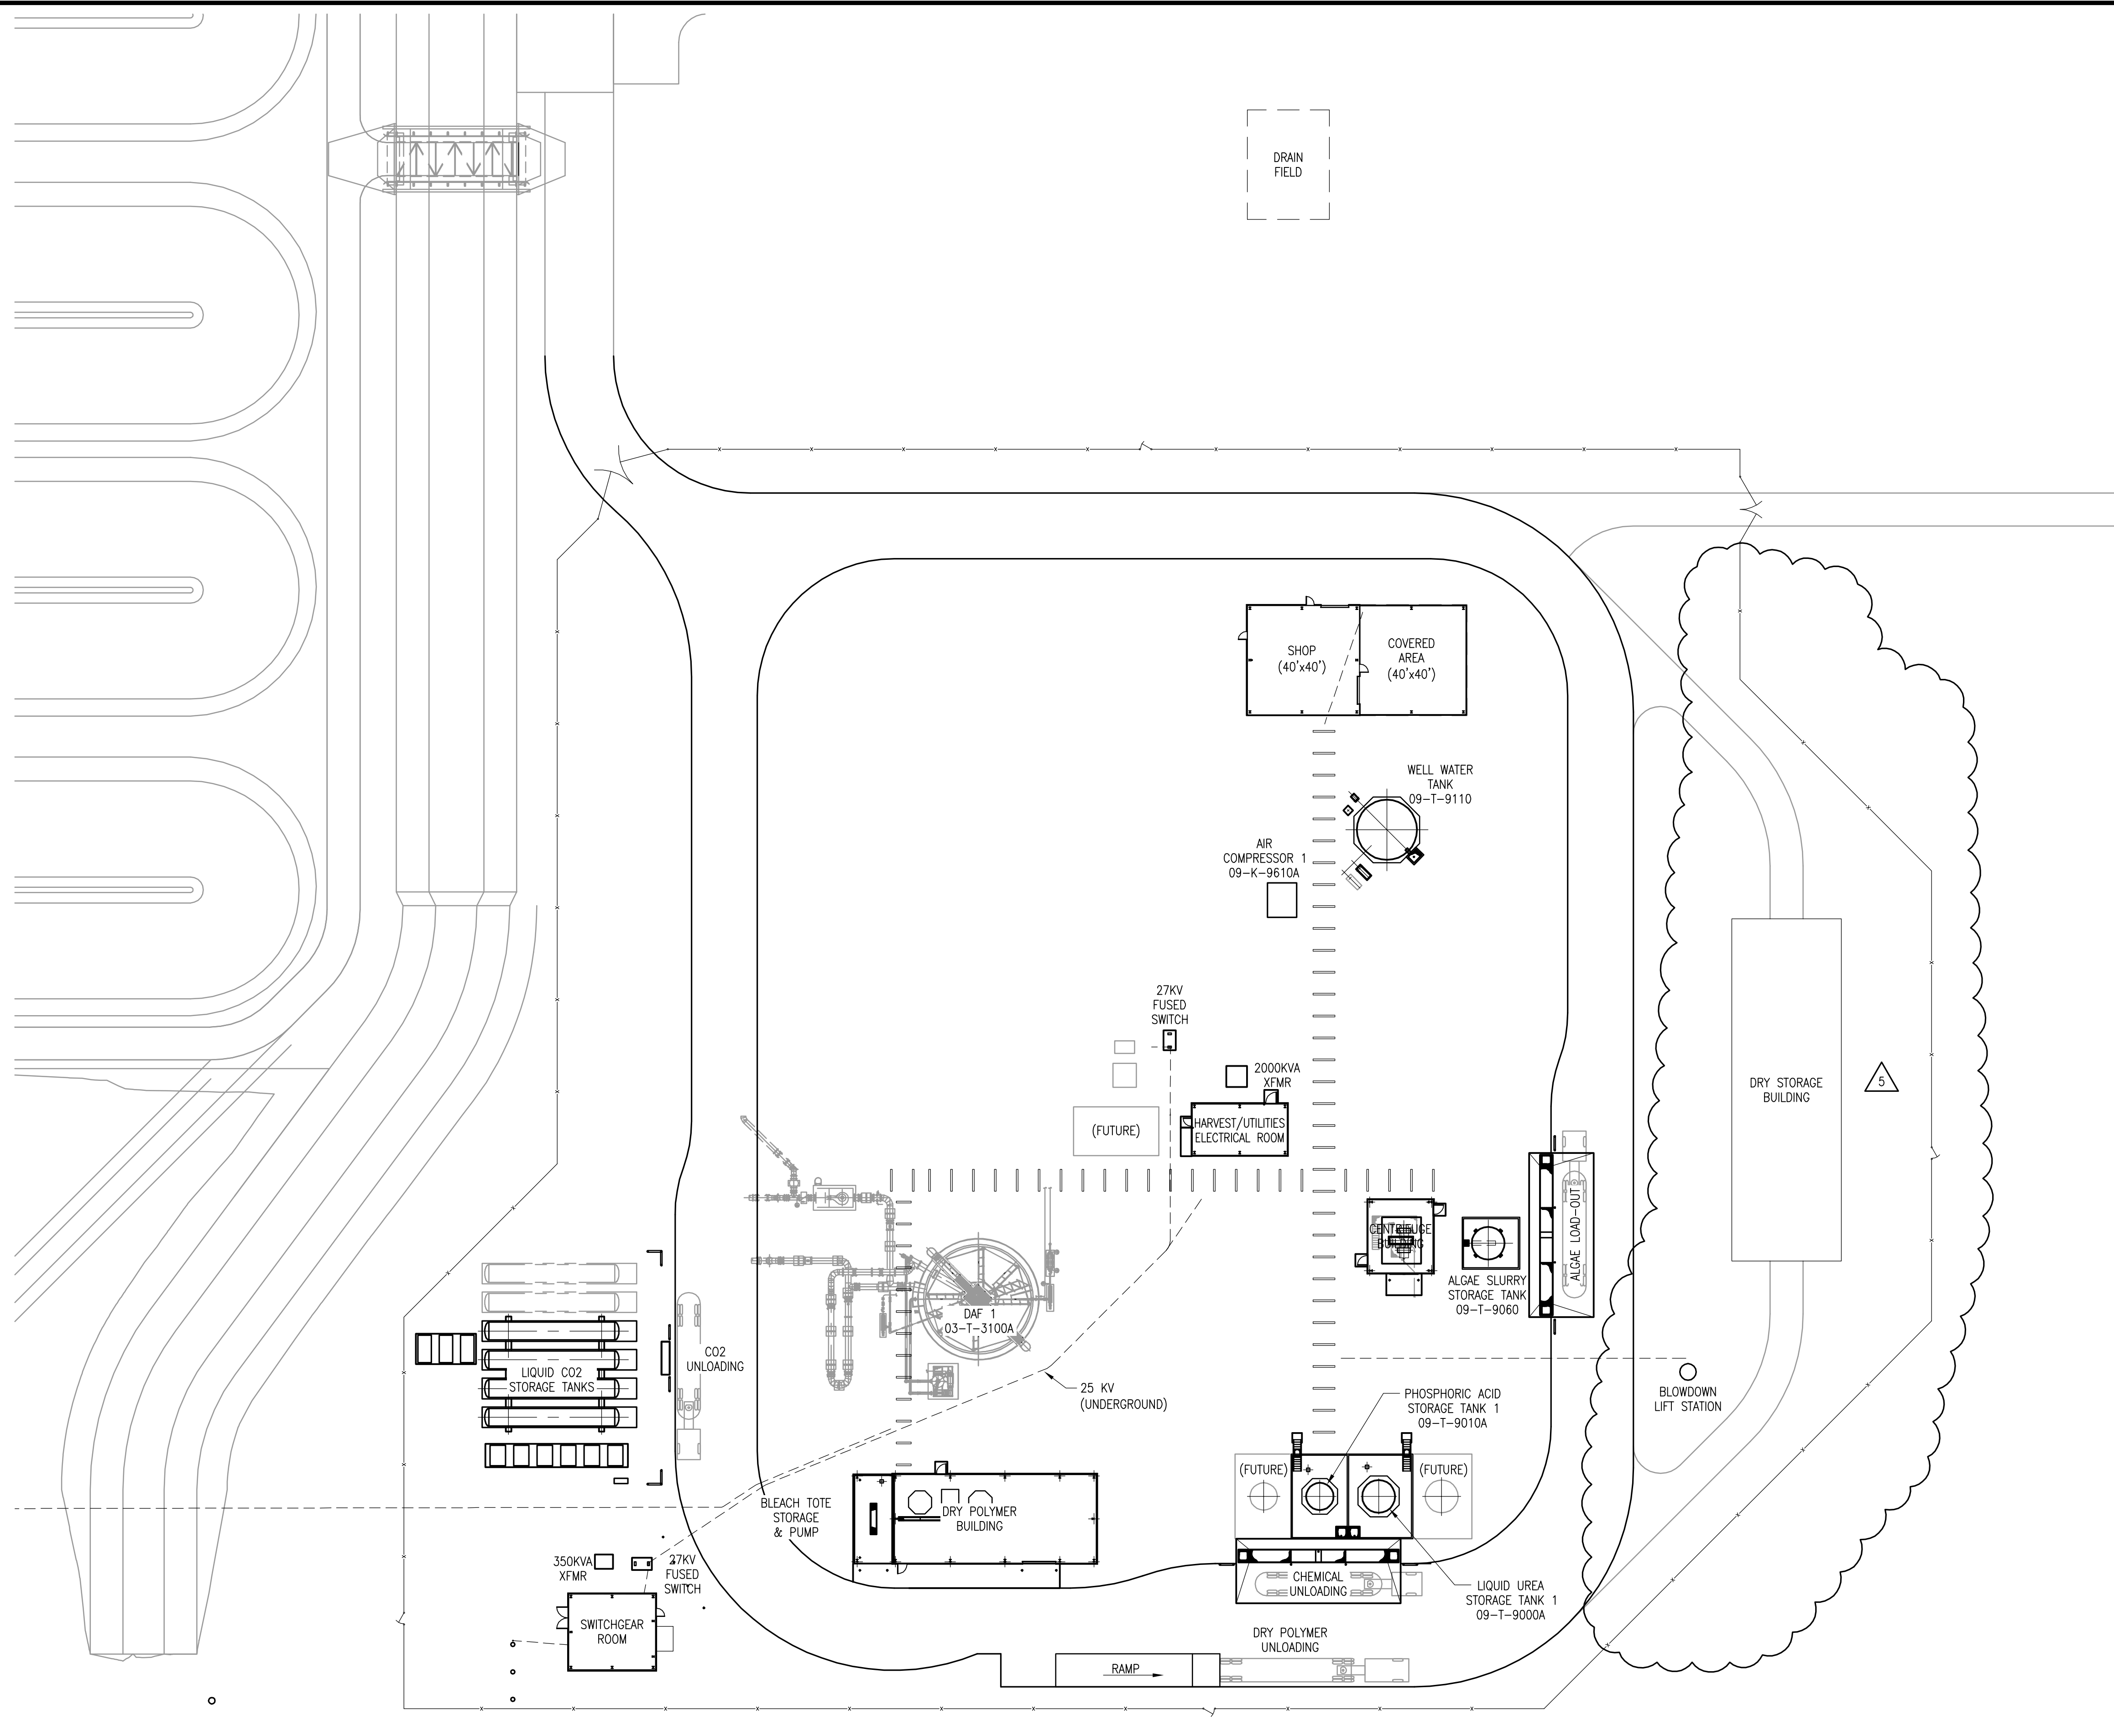 DRAIN
FIELD
SHOP
(40'x40')
COVERED
AREA
(40'x40')
WELL WATER
TANK
09-T-9110
AIR
COMPRESSOR 1
09-K-9610A
27KV
FUSED
SWITCH
2000KVA
XFMR
(FUTURE)
HARVEST/UTILITIES
ELECTRICAL ROOM
DRY STORAGE
BUILDING
5
CENTRIFUGE
BUILDING
ALGAE LOAD-OUT
ALGAE SLURRY
STORAGE TANK
09-T-9060
DAF 1
03-T-3100A
CO2
UNLOADING
LIQUID CO2
STORAGE TANKS
25 KV
(UNDERGROUND)
PHOSPHORIC ACID
STORAGE TANK 1
09-T-9010A
BLOWDOWN
LIFT STATION
(FUTURE)
(FUTURE)
BLEACH TOTE
STORAGE
& PUMP
DRY POLYMER
BUILDING
350KVA
XFMR
27KV
FUSED
SWITCH
CHEMICAL
UNLOADING
LIQUID UREA
STORAGE TANK 1
09-T-9000A
SWITCHGEAR
ROOM
DRY POLYMER
UNLOADING
RAMP